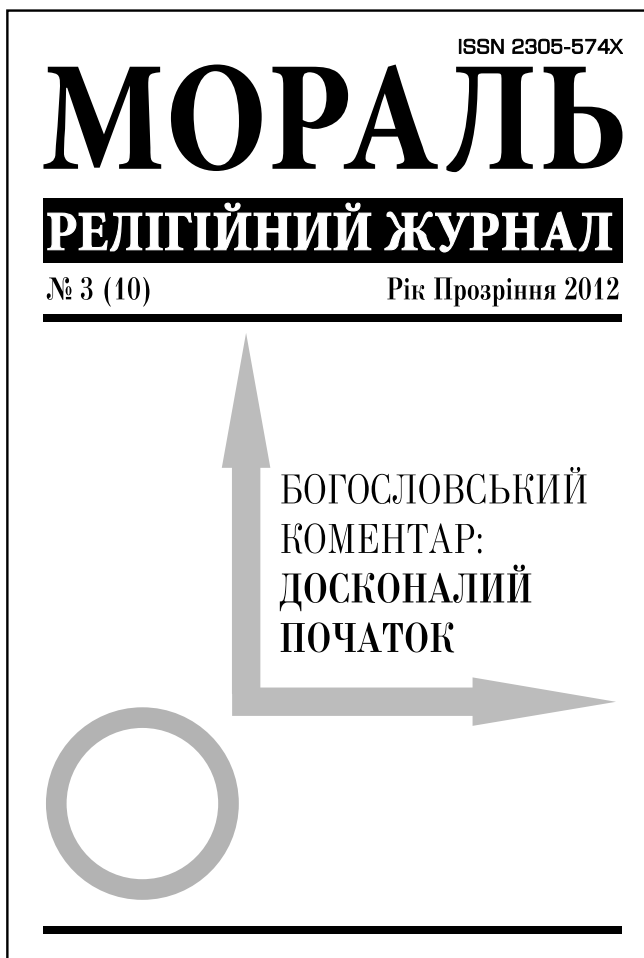 ISSN 2305-574X
МОРАЛЬ
РЕЛІГІЙНИЙ ЖУРНАЛ
№ 3 (10) Рік Прозріння 2012
БОГОСЛОВСЬКИЙ
КОМЕНТАР:
ДОСКОНАЛИЙ
ПОЧАТОК